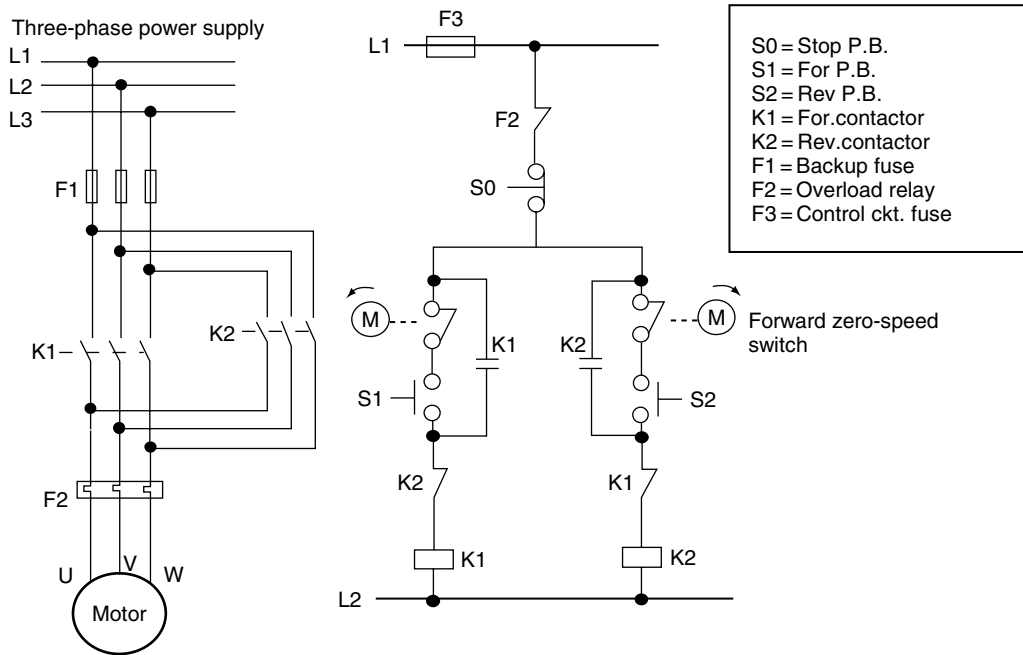 Three-phase power supply
L1
L2
L3
F1
K1
K2
F2
U
V
W
Motor
F3
L1
F2
S0
M
K1
S1
K2
K1
K2
M
Forward zero-speed
switch
S2
K1
K2
L2
S0 = Stop P.B.
S1 = For P.B.
S2 = Rev P.B.
K1 = For.contactor
K2 = Rev.contactor
F1 = Backup fuse
F2 = Overload relay
F3 = Control ckt. fuse